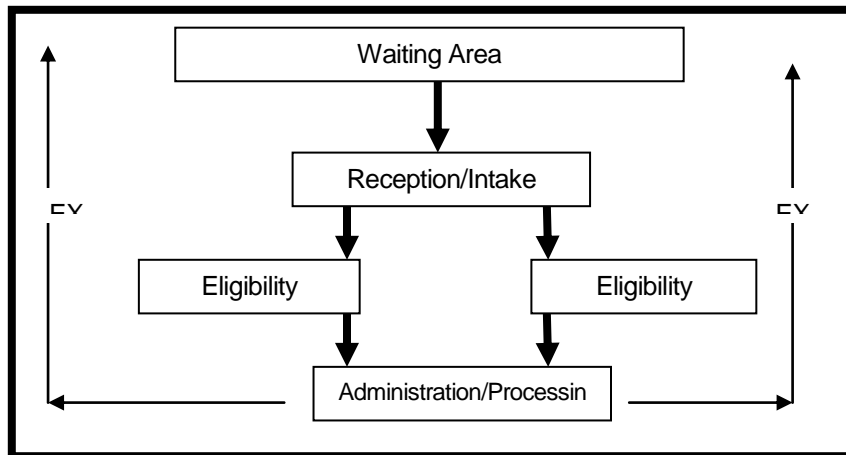 Waiting Area
Reception/Intake
Eligibility
Eligibility
Administration/Processin